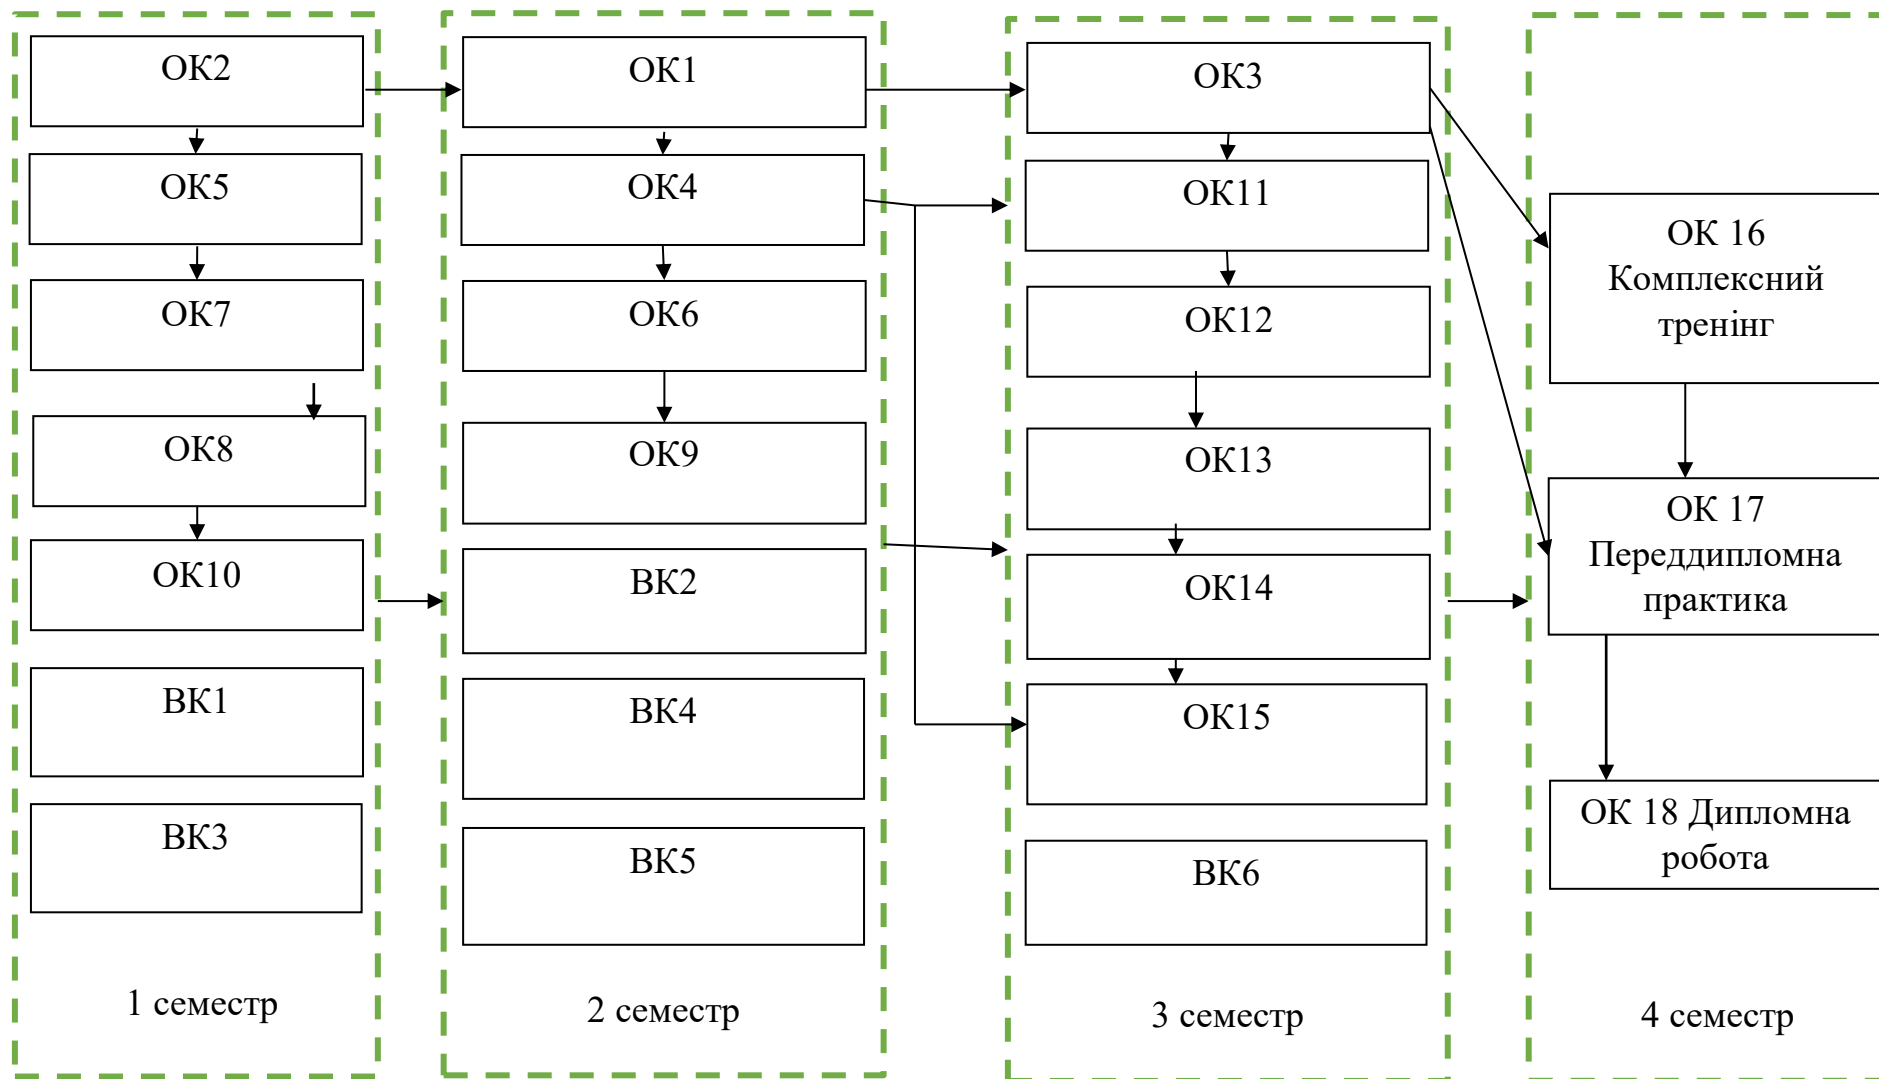 ОК2
ОК5
ОК7
ОК8
ОК10
ВК1
ВК3
1 семестр
ОК1
ОК4
ОК6
ОК9
ВК2
ВК4
ВК5
2 семестр
ОК3
ОК11
ОК12
ОК13
ОК14
ОК15
ВК6
3 семестр
ОК 16
Комплексний
тренінг
ОК 17
Переддипломна
практика
ОК 18 Дипломна
робота
4 семестр